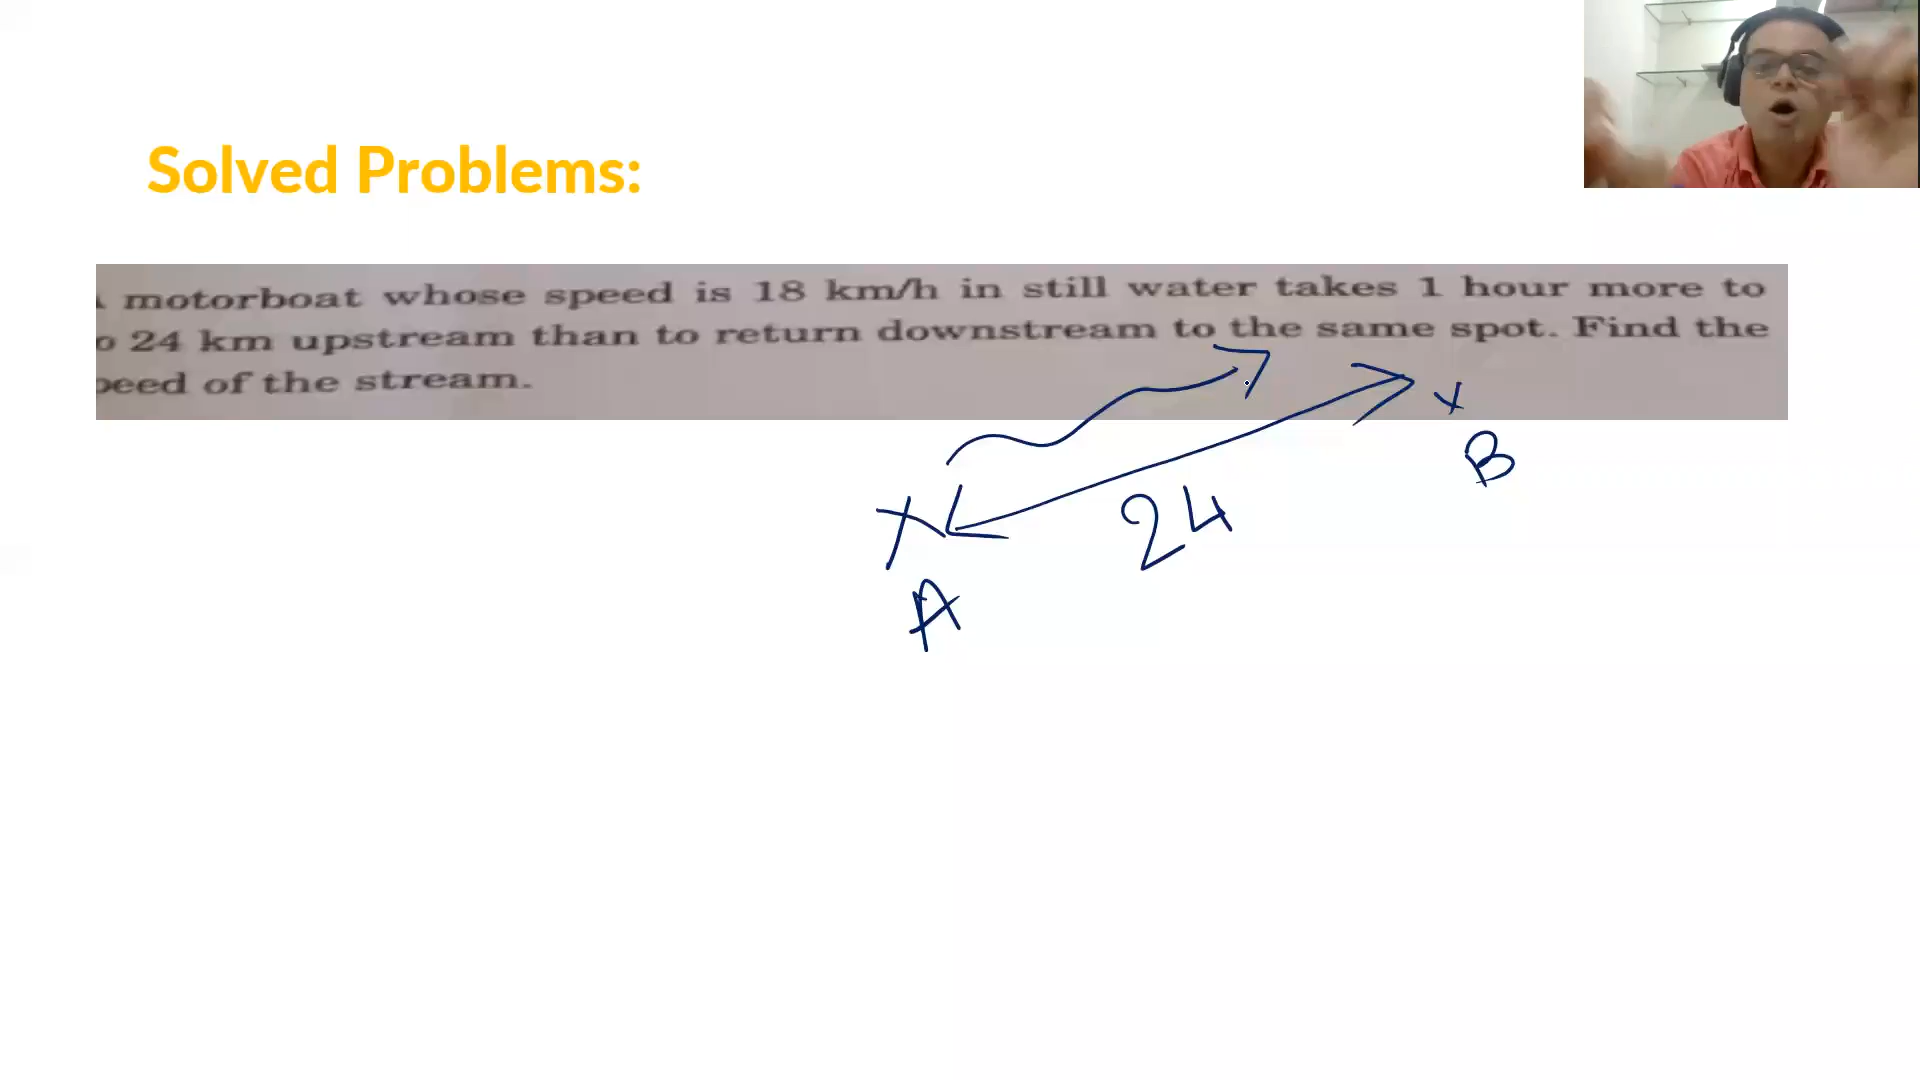 Solved Problems:
motorboat whose speed is 18 km/h in still water takes 1 hour more to
o 24 km upstream than to return downstream to the same spot. Find the
peed of the stream.
x
B
24
X
A